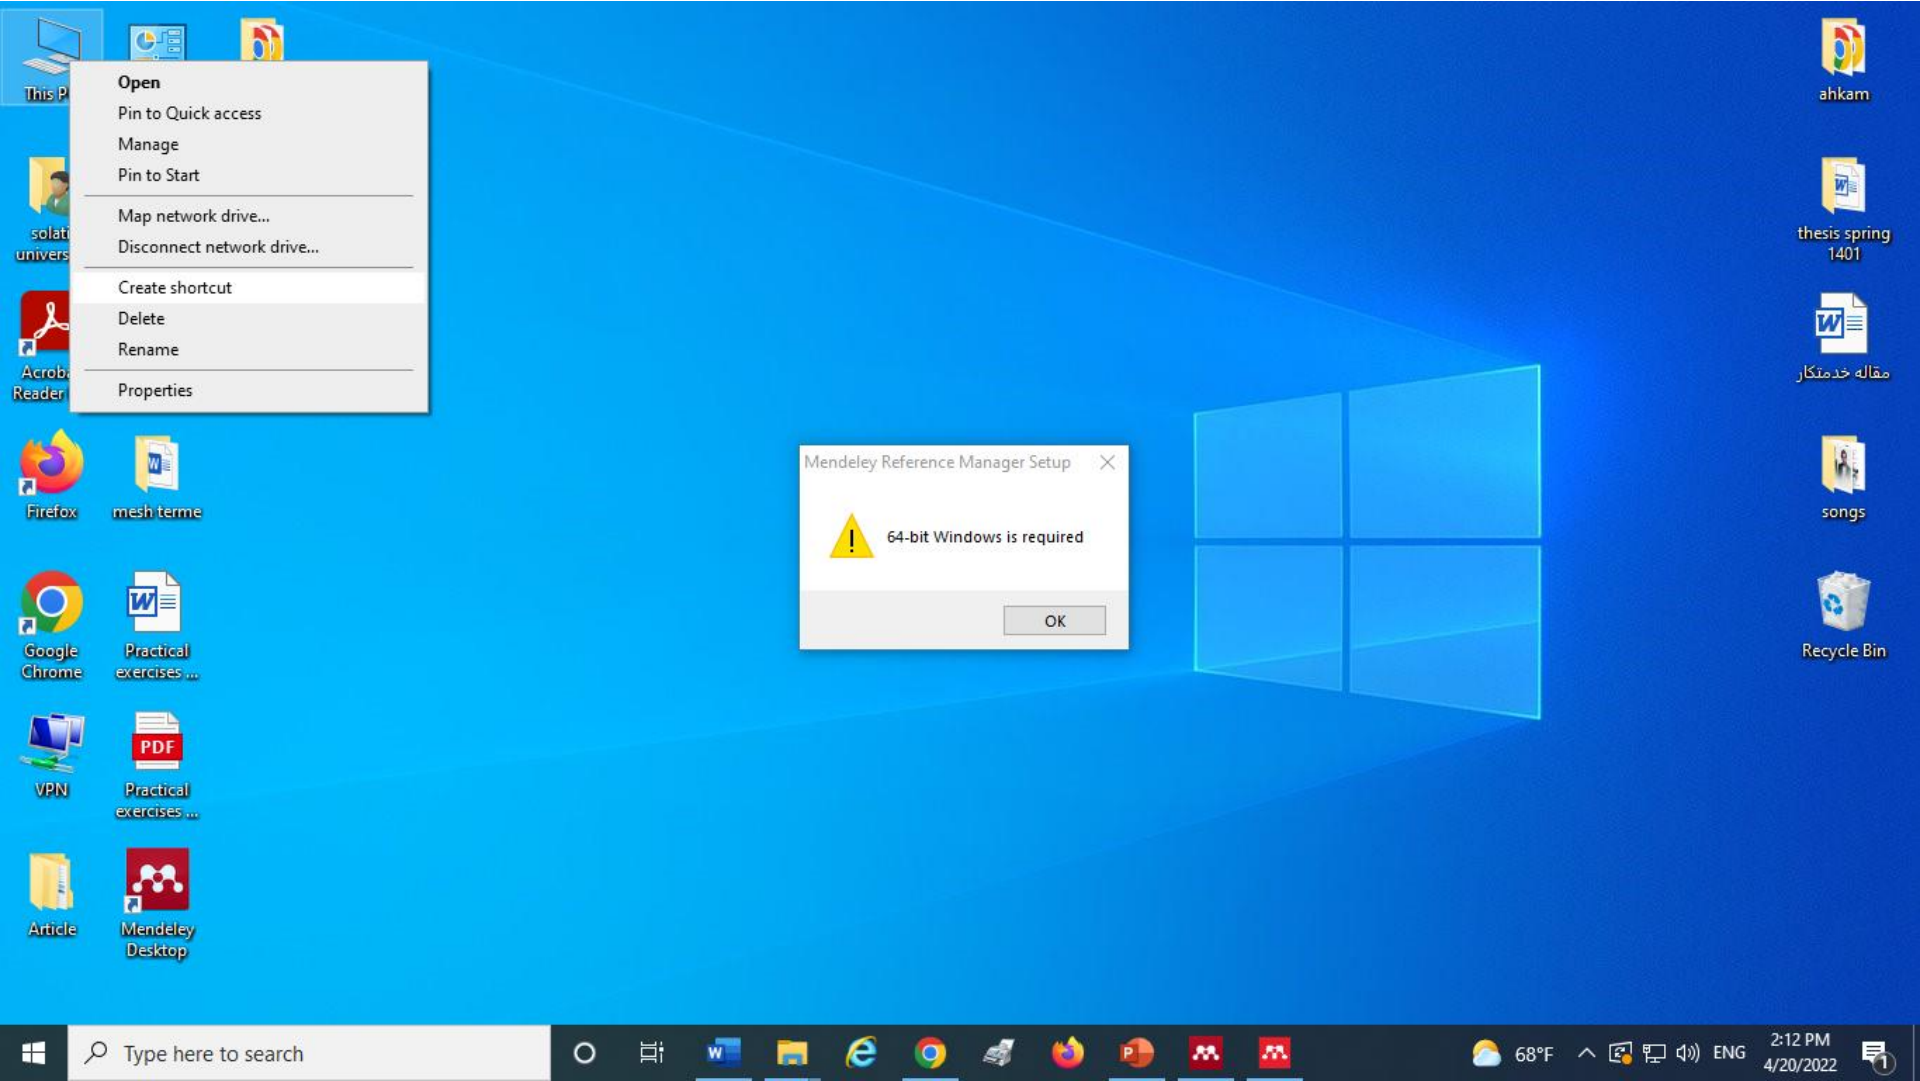 This P
Open
Pin to Quick access
Manage
Pin to Start
Map network drive...
Disconnect network drive...
Create shortcut
Delete
Rename
Properties
solati
univers
Acroba
Reader
Firefox
mesh terme
Google
Chrome
Practical
exercises ...
VPN
PDF
Practical
exercises ...
Article
Mendeley
Desktop
Mendeley Reference Manager Setup
64-bit Windows is required
OK
ahkam
thesis spring
1401
مقاله خدمتکار
songs
Recycle Bin
Type here to search
68°F
ENG
2:12 PM
4/20/2022
1